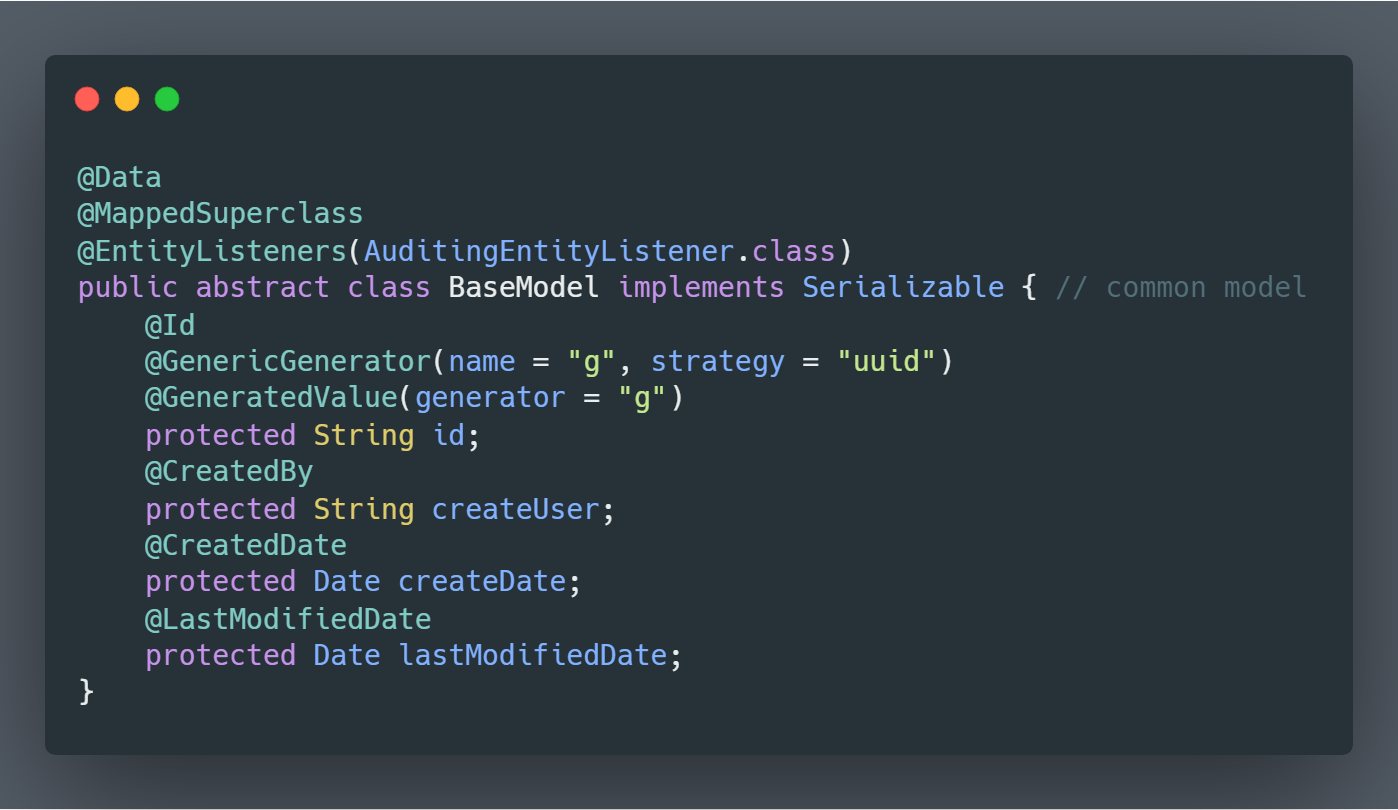 @Data
@MappedSuperclass
@EntityListeners(AuditingEntityListener.class)
public abstract class BaseModel implements Serializable { // common model
    @Id
    @GenericGenerator(name = "g", strategy = "uuid")
    @GeneratedValue(generator = "g")
    protected String id;
    @CreatedBy
    protected String createUser;
    @CreatedDate
    protected Date createDate;
    @LastModifiedDate
    protected Date lastModifiedDate;
}